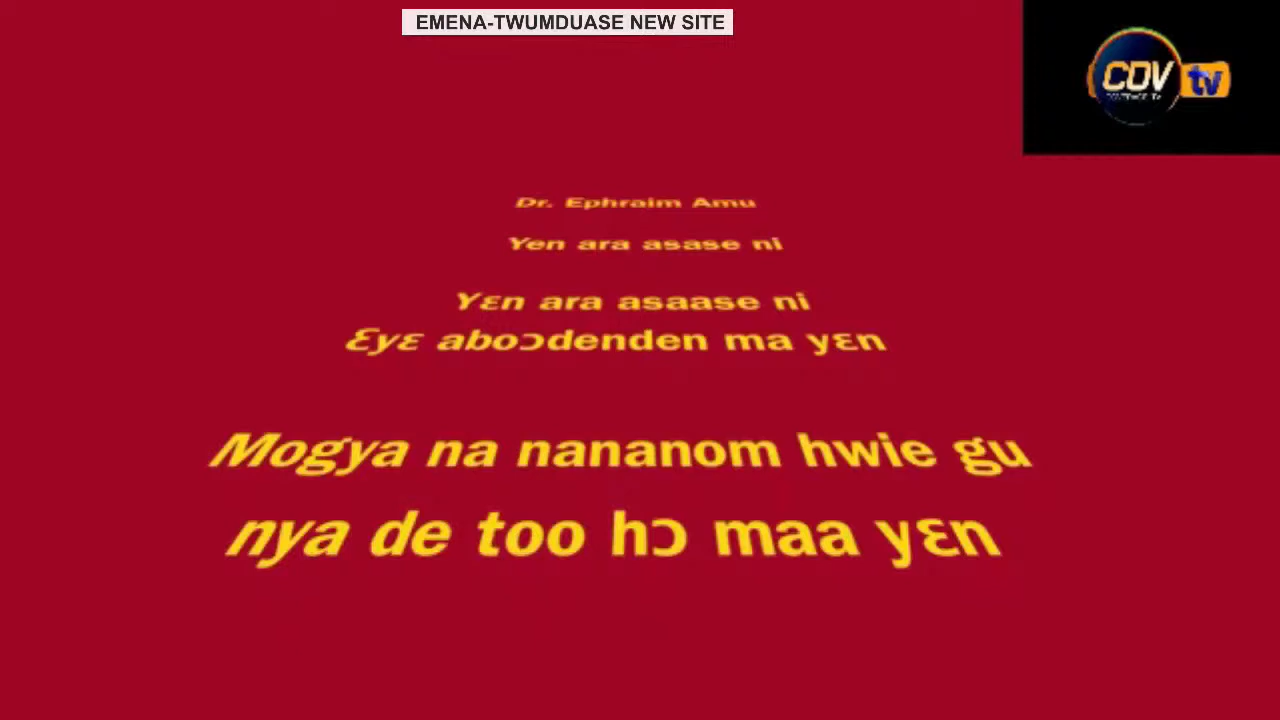 EMENA-TWUMDUASE NEW SITE
CDV tv
Dr. Ephraim Amu
Yen ara asase ni
Yɛn ara asaase ni
Ɛyɛ aboɔdenden ma yɛn
Mogya na nananom hwie gu
nya de too hɔ maa yɛn